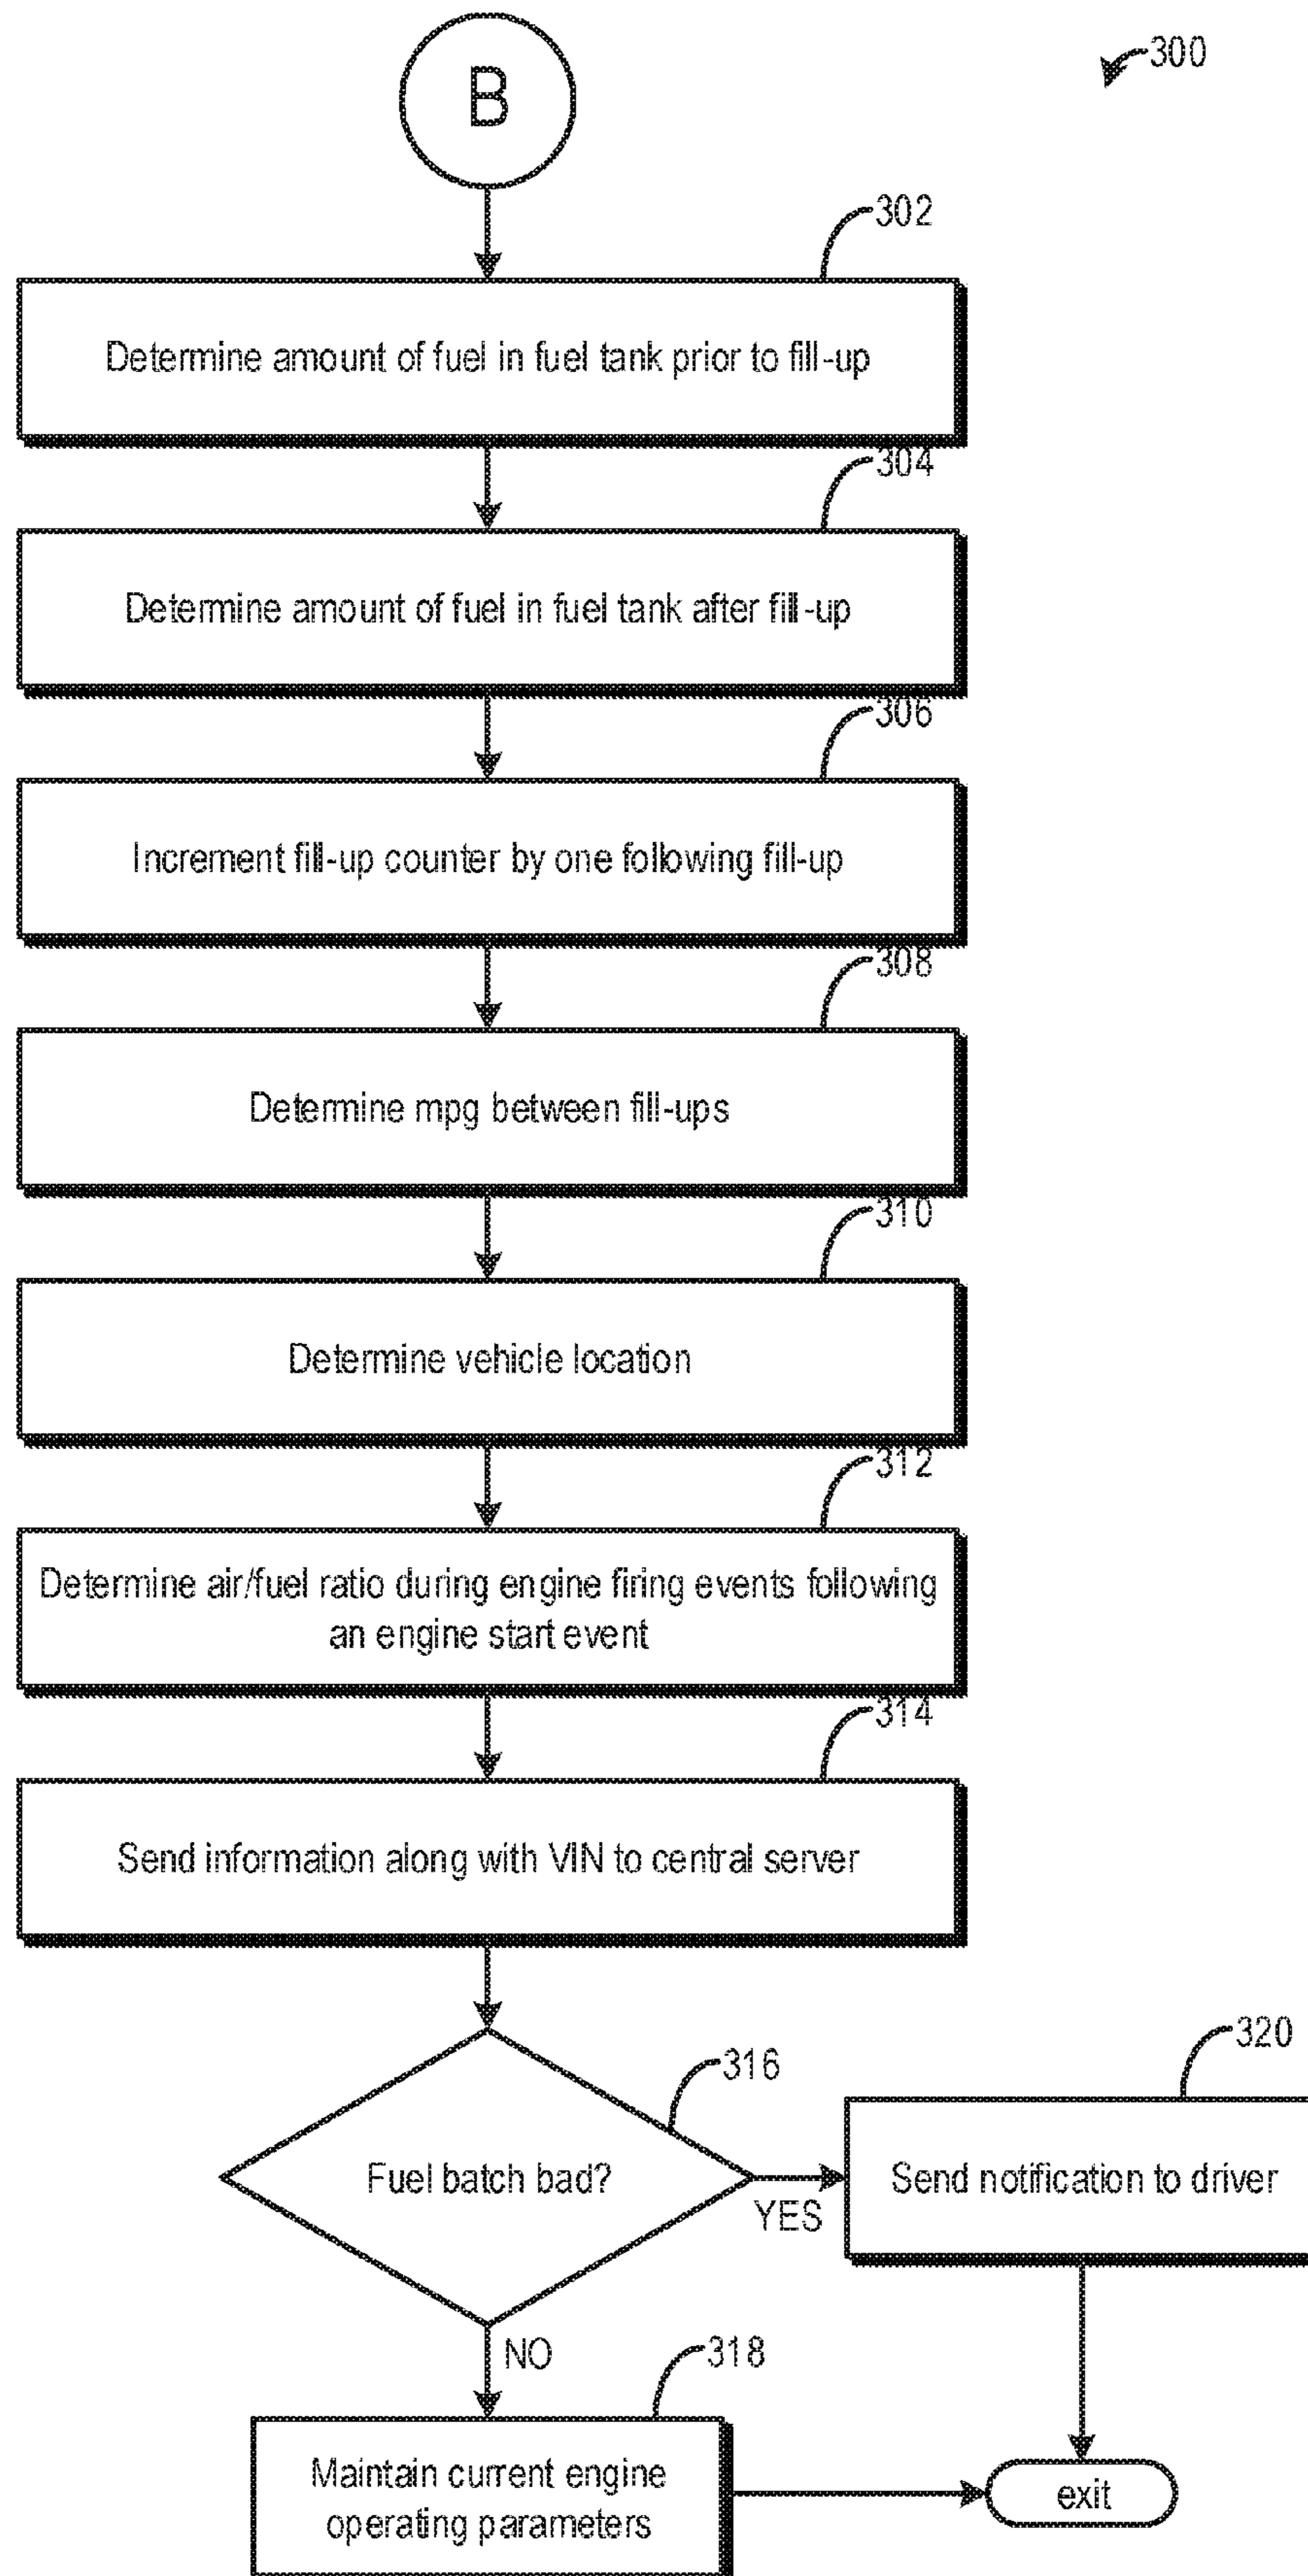 B
300
302
Determine amount of fuel in fuel tank prior to fill-up
304
Determine amount of fuel in fuel tank after fill-up
306
Increment fill-up counter by one following fill-up
308
Determine mpg between fill-ups
310
Determine vehicle location
312
Determine air/fuel ratio during engine firing events following
an engine start event
314
Send information along with VIN to central server
316
Fuel batch bad?
YES
320
Send notification to driver
NO
318
Maintain current engine
operating parameters
exit